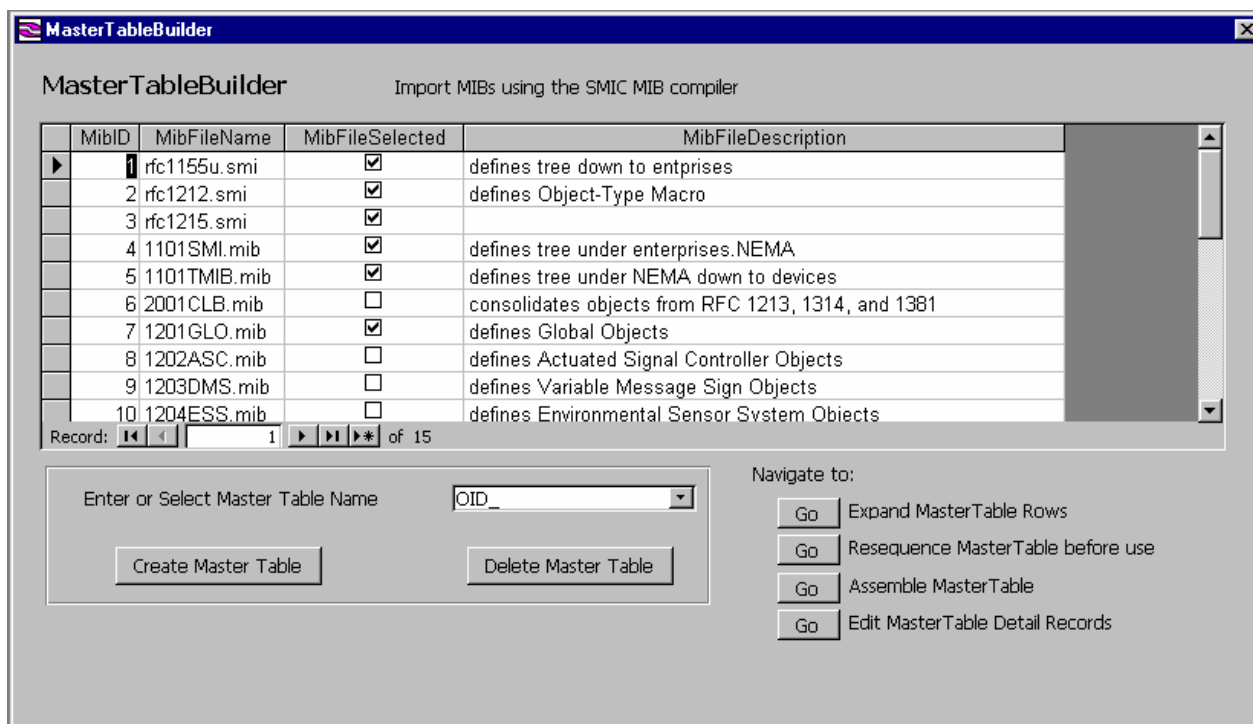 MasterTableBuilder
MasterTableBuilder Import MIBs using the SMIC MIB compiler
MibID MibFileName MibFileSelected MibFileDescription
1 rfc1155u.smi defines tree down to entprises
2 rfc1212.smi defines Object-Type Macro
3 rfc1215.smi
4 1101SMI.mib defines tree under enterprises.NEMA
5 1101TMIB.mib defines tree under NEMA down to devices
6 2001CLB.mib consolidates objects from RFC 1213, 1314, and 1381
7 1201GLO.mib defines Global Objects
8 1202ASC.mib defines Actuated Signal Controller Objects
9 1203DMS.mib defines Variable Message Sign Objects
10 1204ESS.mib defines Environmental Sensor System Objects
Record: 1 of 15
Enter or Select Master Table Name OID_
Create Master Table Delete Master Table
Navigate to:
Go Expand MasterTable Rows
Go Resequence MasterTable before use
Go Assemble MasterTable
Go Edit MasterTable Detail Records